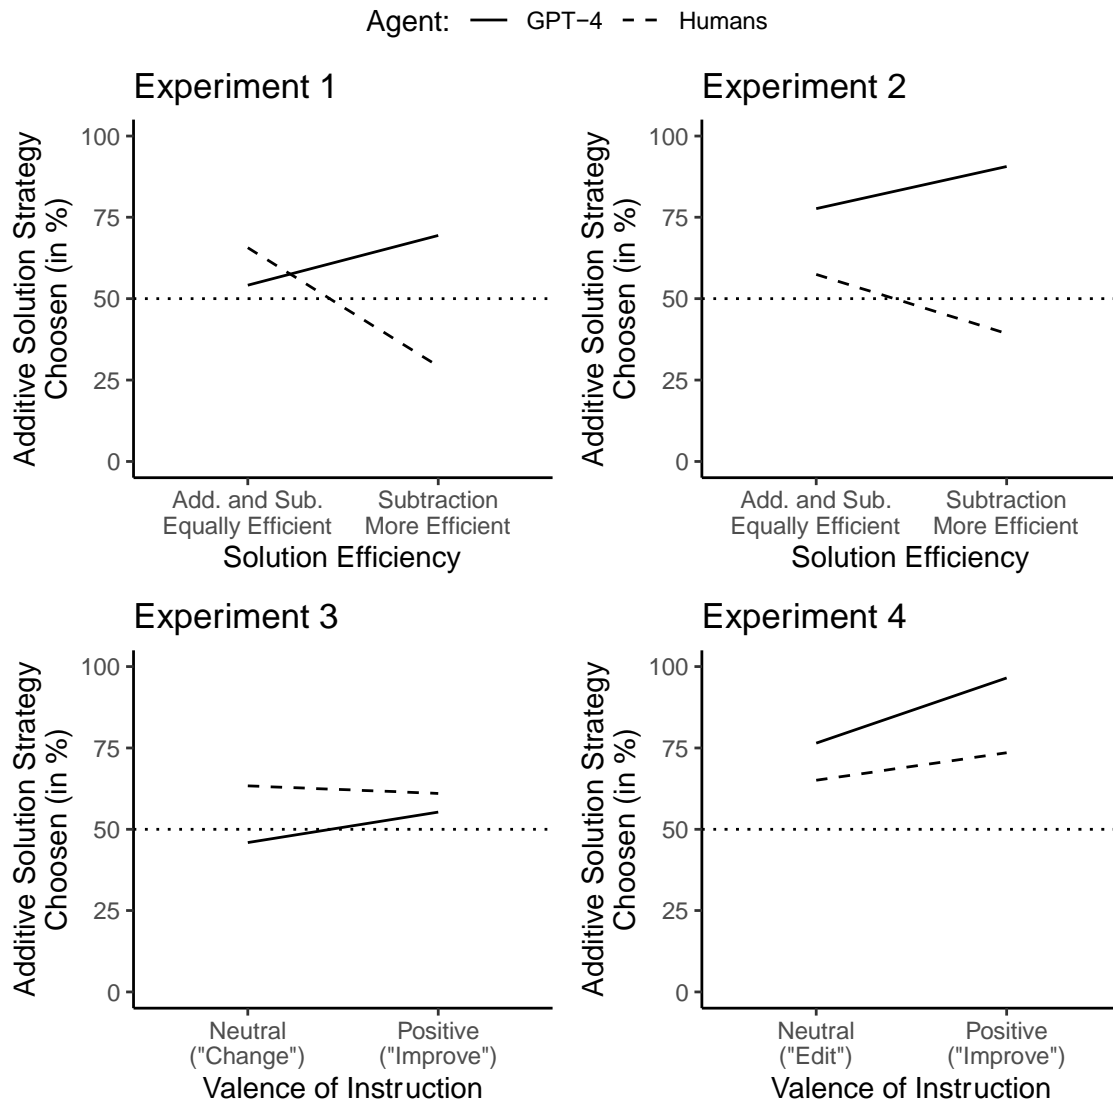 Agent: GPT−4 Humans
Experiment 1
Additive Solution Strategy
Choosen (in %)
100
75
50
25
0
Add. and Sub.
Equally Efficient
Subtraction
More Efficient
Solution Efficiency
Experiment 2
Additive Solution Strategy
Choosen (in %)
100
75
50
25
0
Add. and Sub.
Equally Efficient
Subtraction
More Efficient
Solution Efficiency
Experiment 3
Additive Solution Strategy
Choosen (in %)
100
75
50
25
0
Neutral
("Change")
Positive
("Improve")
Valence of Instruction
Experiment 4
Additive Solution Strategy
Choosen (in %)
100
75
50
25
0
Neutral
("Edit")
Positive
("Improve")
Valence of Instruction